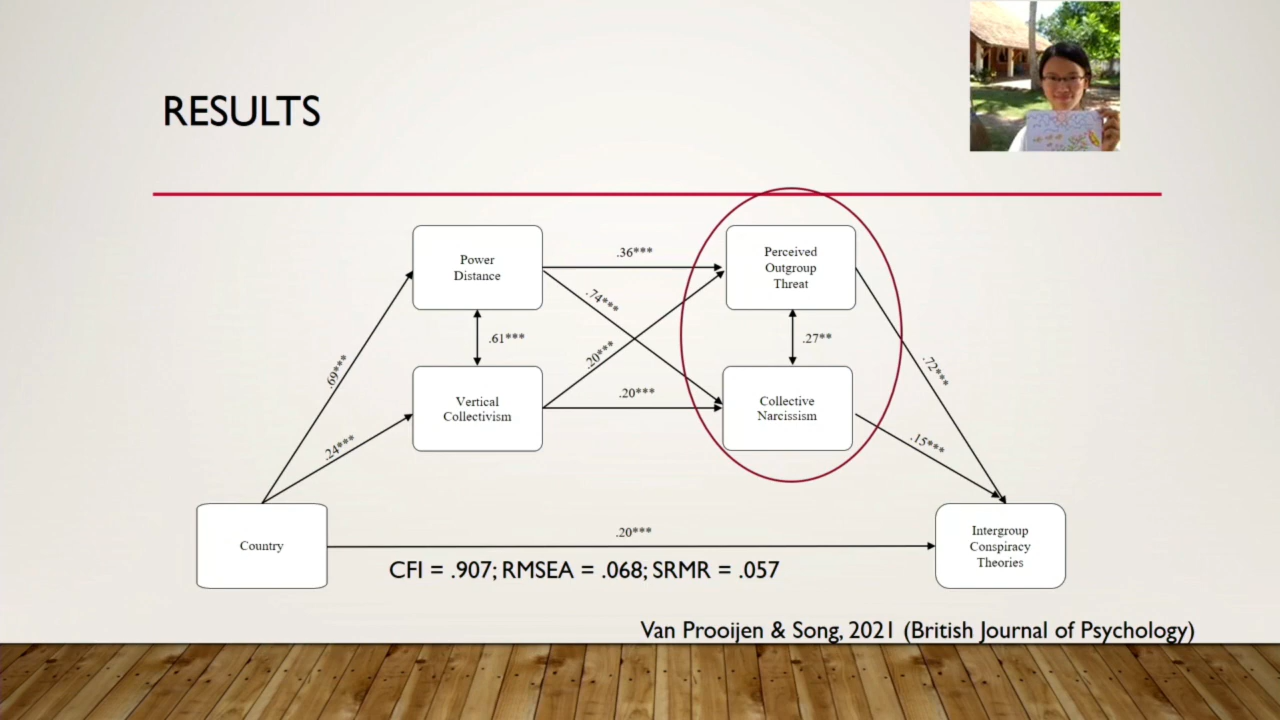 RESULTS
Power
Distance
.36***
Perceived
Outgroup
Threat
.74***
.61***
.27**
.69***
.20***
.72***
Vertical
Collectivism
.20***
Collective
Narcissism
.24***
.15***
Country
.20***
Intergroup
Conspiracy
Theories
CFI = .907; RMSEA = .068; SRMR = .057
Van Prooijen & Song, 2021 (British Journal of Psychology)